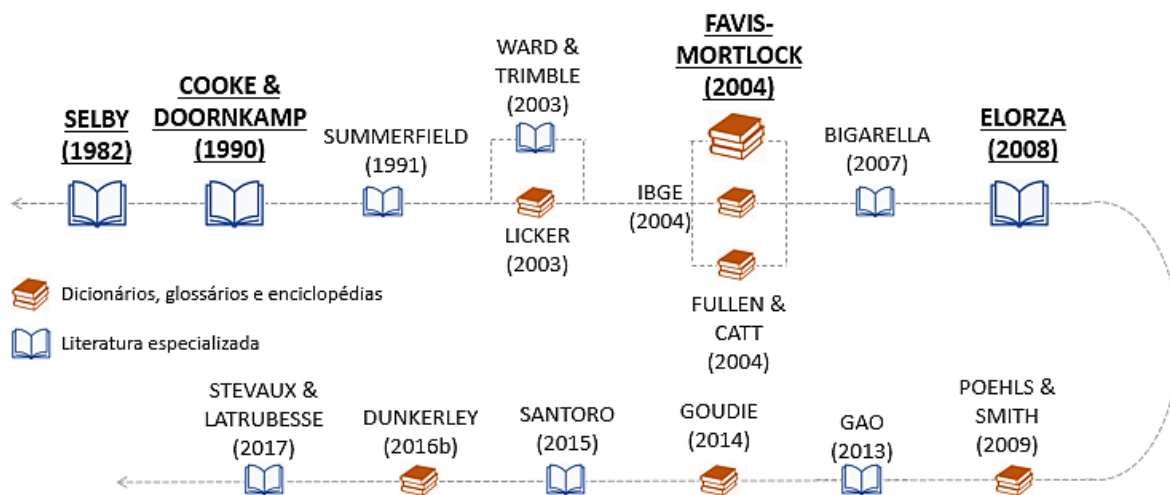 SELBY
(1982)
COOKE &
DOORNKAMP
(1990)
SUMMERFIELD
(1991)
WARD &
TRIMBLE
(2003)
LICKER
(2003)
IBGE
(2004)
FAVIS-
MORTLOCK
(2004)
FULLEN &
CATT
(2004)
BIGARELLA
(2007)
ELORZA
(2008)
Dicionários, glossários e enciclopédias
Literatura especializada
STEVAUX &
LATRUBESSE
(2017)
DUNKERLEY
(2016b)
SANTORO
(2015)
GOUDIE
(2014)
GAO
(2013)
POEHLS &
SMITH
(2009)